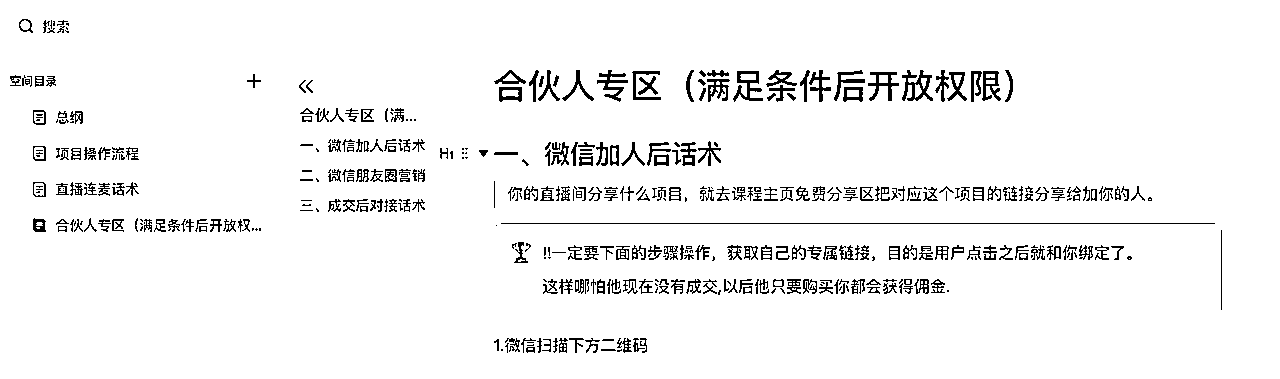 搜索
空间目录
总纲
项目操作流程
直播连麦话术
合伙人专区（满足条件后开放权...
合伙人专区（满...
一、微信加人后话术
二、微信朋友圈营销
三、成交后对接话术
合伙人专区（满足条件后开放权限）
H1
一、微信加人后话术
你的直播间分享什么项目，就去课程主页免费分享区把对应这个项目的链接分享给加你的人。
!!一定要下面的步骤操作，获取自己的专属链接，目的是用户点击之后就和你绑定了。
这样哪怕他现在没有成交,以后他只要购买你都会获得佣金.
1.微信扫描下方二维码